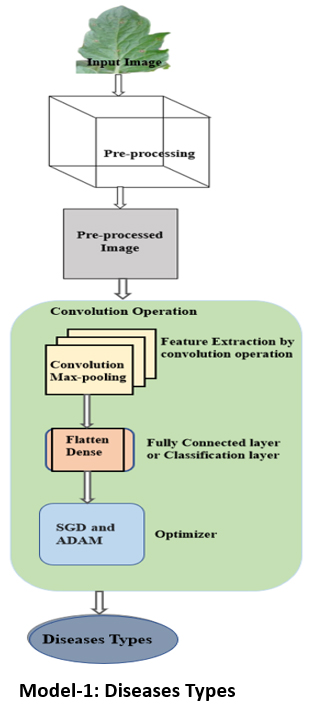 Input Image
Pre-processing
Pre-processed
Image
Convolution Operation
Feature Extraction by
convolution operation
Convolution
Max-pooling
Flatten
Dense
Fully Connected layer
or Classification layer
SGD and
ADAM
Optimizer
Diseases Types
Model-1: Diseases Types